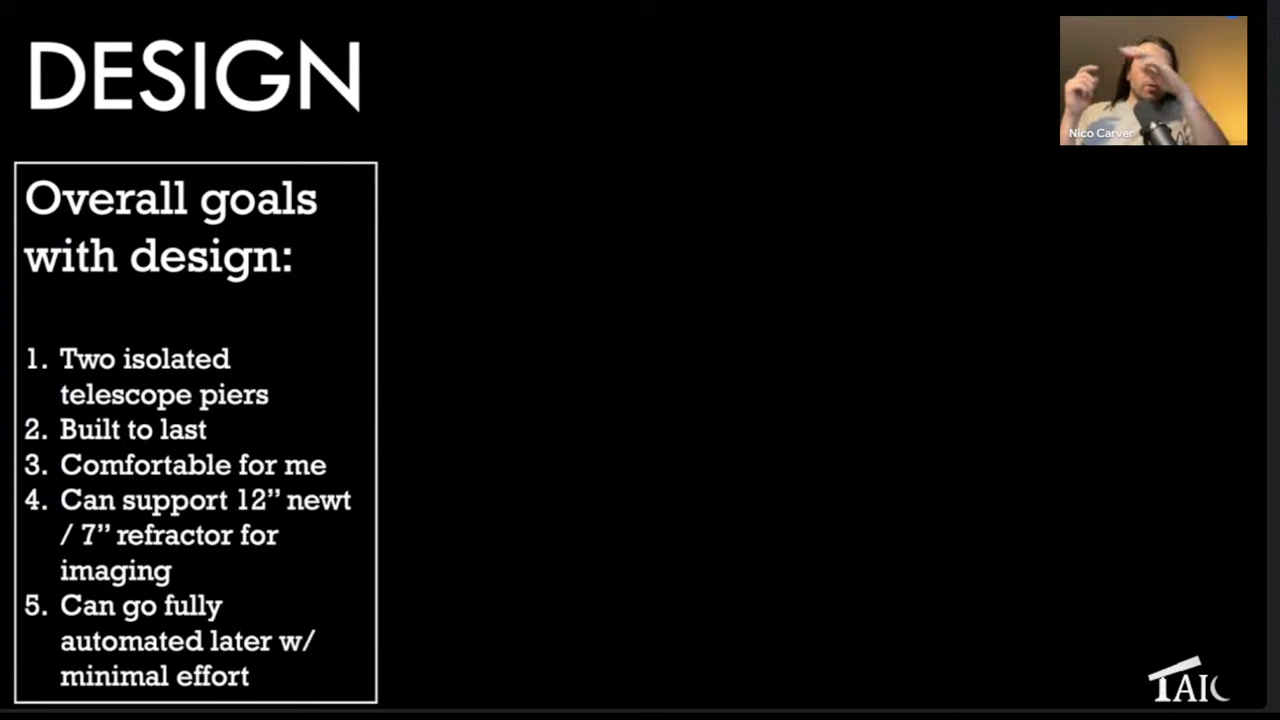 DESIGN
Nico Carver
Overall goals
with design:
1. Two isolated
telescope piers
2. Built to last
3. Comfortable for me
4. Can support 12” newt
/ 7” refractor for
imaging
5. Can go fully
automated later w/
minimal effort
TAIC